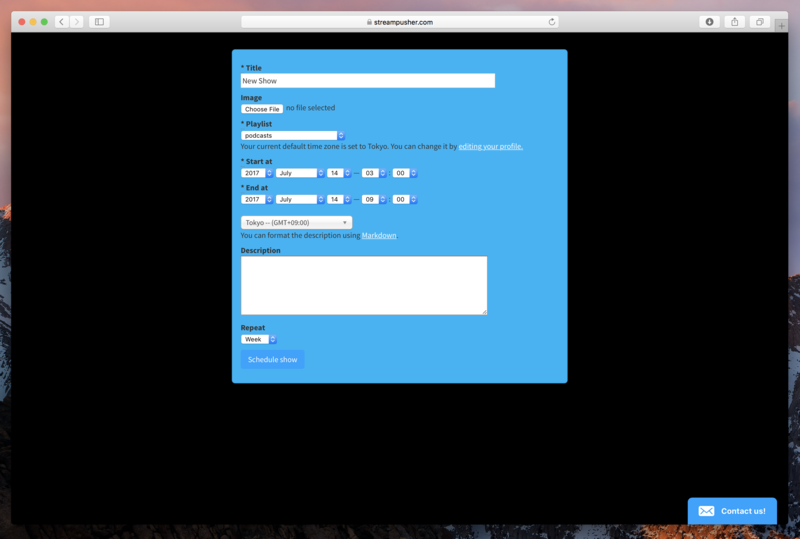 streampusher.com
* Title
New Show
Image
Choose File no file selected
* Playlist
podcasts
Your current default time zone is set to Tokyo. You can change it by editing your profile.
* Start at
2017 July 14 — 03 : 00
* End at
2017 July 14 — 09 : 00
Tokyo -- (GMT+09:00)
You can format the description using Markdown.
Description
Repeat
Week
Schedule show
Contact us!